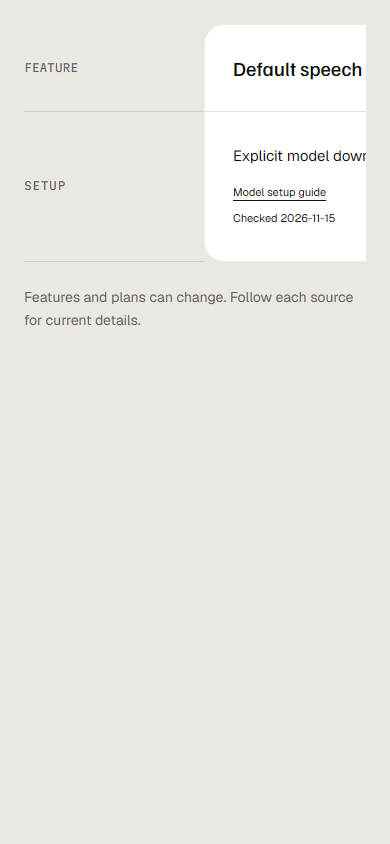 FEATURE
Default speech
SETUP
Explicit model
Model setup guide
Checked 2026-11-15
Features and plans can change. Follow each source
for current details.